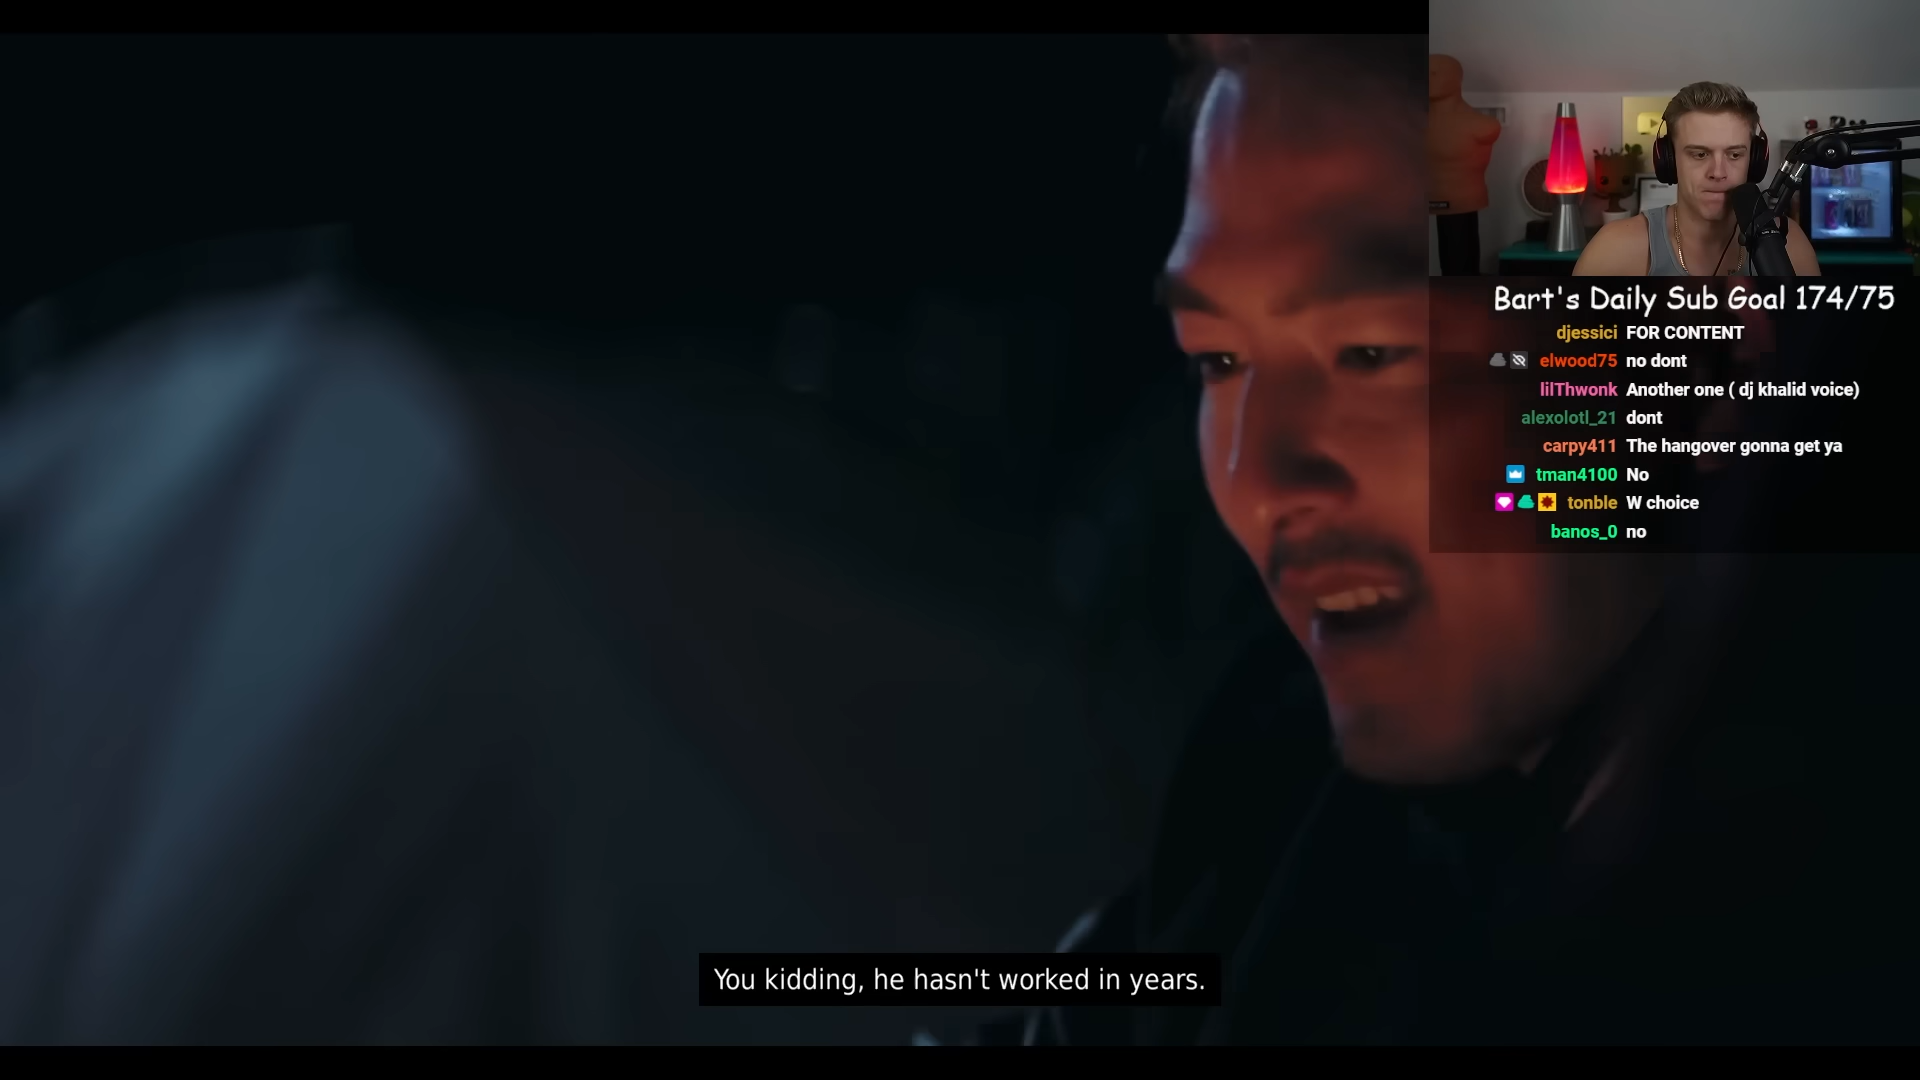 Bart's Daily Sub Goal 174/75
djessici FOR CONTENT
elwood75 no dont
lilThwonk Another one ( dj khalid voice)
alexolotl_21 dont
carpy411 The hangover gonna get ya
tman4100 No
tonble W choice
banos_0 no
You kidding, he hasn't worked in years.